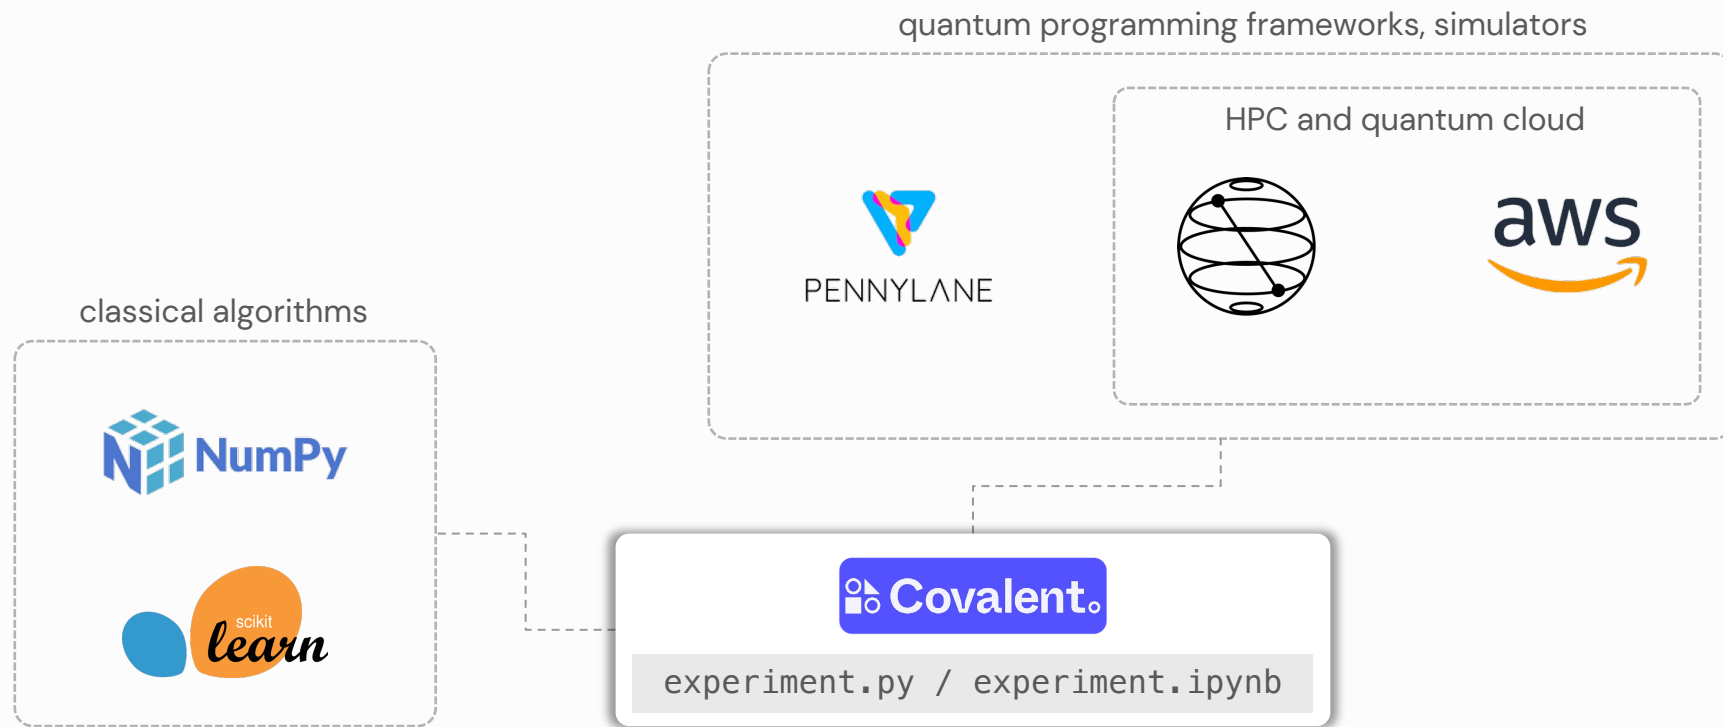 quantum programming frameworks, simulators
HPC and quantum cloud
PENNYLANE
aws
classical algorithms
NumPy
scikit
learn
Covalent.
experiment.py / experiment.ipynb